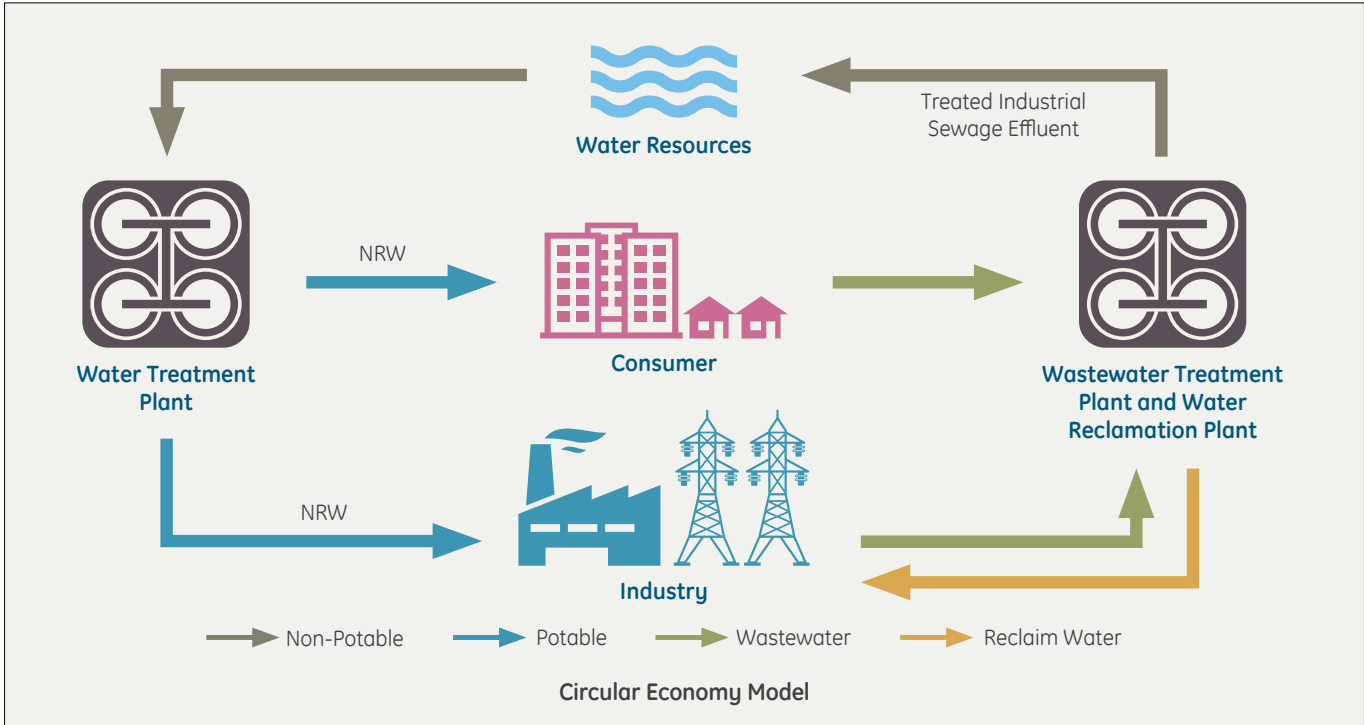 Treated Industrial
Sewage Effluent
Water Resources
NRW
Water Treatment
Plant
Consumer
Wastewater Treatment
Plant and Water
Reclamation Plant
NRW
Industry
Non-Potable
Potable
Wastewater
Reclaim Water
Circular Economy Model